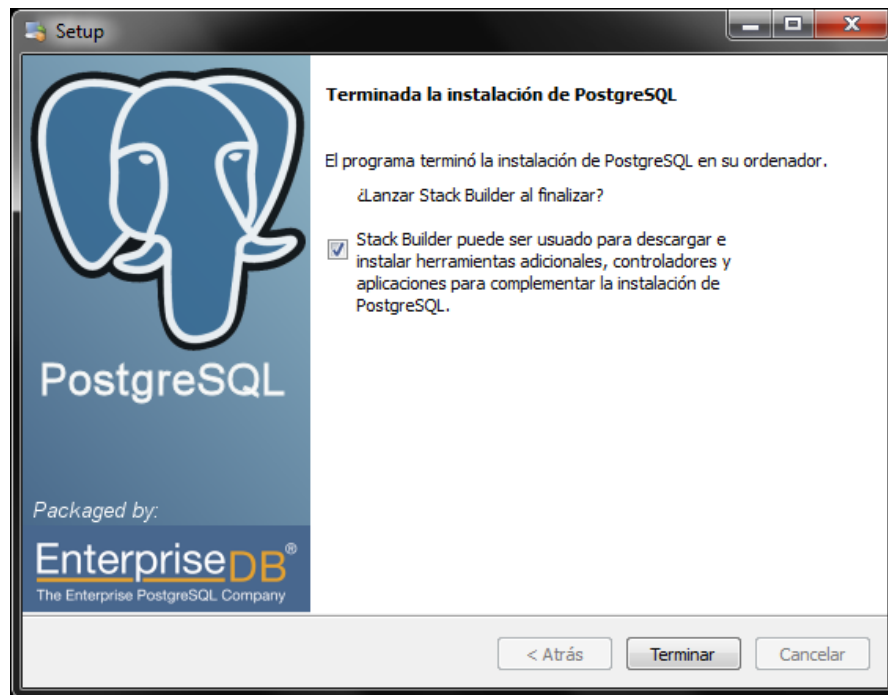 Setup
Terminada la instalación de PostgreSQL
El programa terminó la instalación de PostgreSQL en su ordenador.
¿Lanzar Stack Builder al finalizar?
Stack Builder puede ser usado para descargar e
instalar herramientas adicionales, controladores y
aplicaciones para complementar la instalación de
PostgreSQL.
PostgreSQL
Packaged by:
EnterpriseDB®
The Enterprise PostgreSQL Company
< Atrás
Terminar
Cancelar